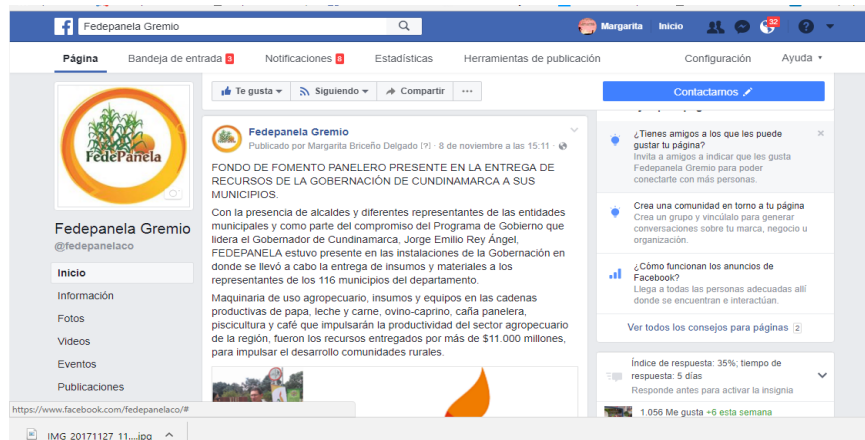 Fedepanela Gremio
Margarita
Inicio
32
Página
Bandeja de entrada 3
Notificaciones 8
Estadísticas
Herramientas de publicación
Configuración
Ayuda
FedePanela
Fedepanela Gremio
@fedepanelaco
Inicio
Información
Fotos
Videos
Eventos
Publicaciones
Te gusta
Siguiendo
Compartir
Fedepanela Gremio
Publicado por Margarita Briceño Delgado [?] · 8 de noviembre a las 15:11 ·
FONDO DE FOMENTO PANELERO PRESENTE EN LA ENTREGA DE
RECURSOS DE LA GOBERNACIÓN DE CUNDINAMARCA A SUS
MUNICIPIOS.
Con la presencia de alcaldes y diferentes representantes de las entidades
municipales y como parte del compromiso del Programa de Gobierno que
lidera el Gobernador de Cundinamarca, Jorge Emilio Rey Ángel,
FEDEPANELA estuvo presente en las instalaciones de la Gobernación en
donde se llevó a cabo la entrega de insumos y materiales a los
representantes de los 116 municipios del departamento.
Maquinaria de uso agropecuario, insumos y equipos en las cadenas
productivas de papa, leche y carne, ovino-caprino, caña panelera,
piscicultura y café que impulsarán la productividad del sector agropecuario
de la región, fueron los recursos entregados por más de $11.000 millones,
para impulsar el desarrollo comunidades rurales.
Contactarnos
¿Tienes amigos a los que les puede
gustar tu página?
Invita a amigos a indicar que les gusta
Fedepanela Gremio para poder
conectarte con más personas.
Crea una comunidad en torno a tu página
Crea un grupo y vincúlalo para generar
conversaciones sobre tu marca, negocio u
organización.
¿Cómo funcionan los anuncios de
Facebook?
Llega a todas las personas adecuadas allí
donde se encuentran e interactúan.
Ver todos los consejos para páginas 2
Índice de respuesta: 35%; tiempo de
respuesta: 5 días
Responde antes para activar la insignia
1.056 Me gusta +6 esta semana
https://www.facebook.com/fedepanelaco/#
IMG_20171127_11....jpg